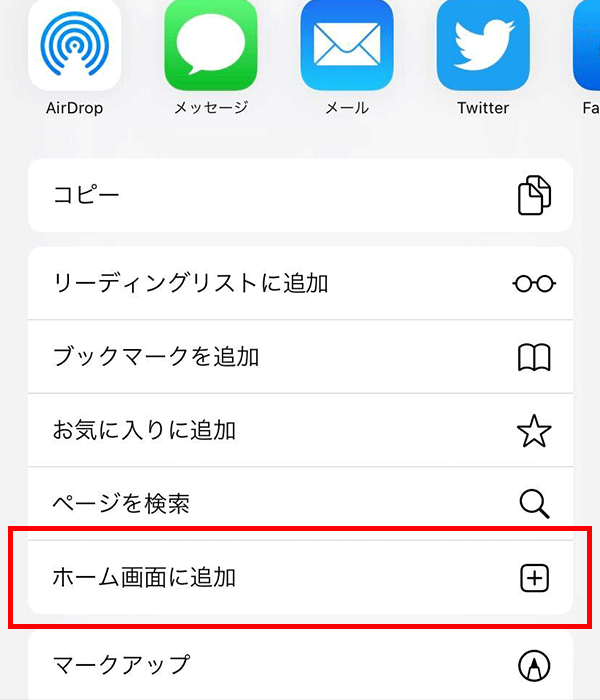 AirDrop
メッセージ
メール
Twitter
Fa
コピー
リーディングリストに追加
ブックマークを追加
お気に入りに追加
ページを検索
ホーム画面に追加
マークアップ